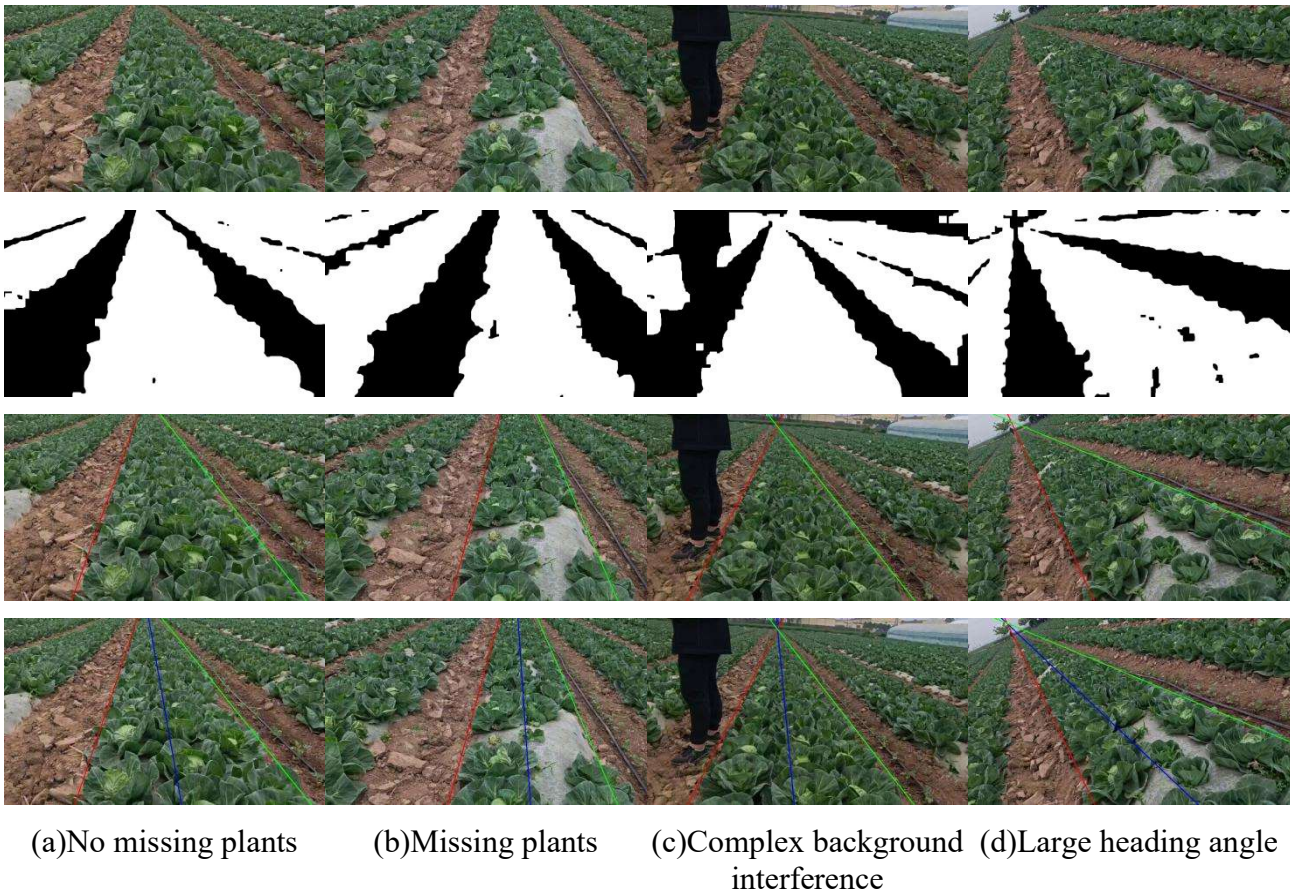 (a)No missing plants
(b)Missing plants
(c)Complex background
interference
(d)Large heading angle